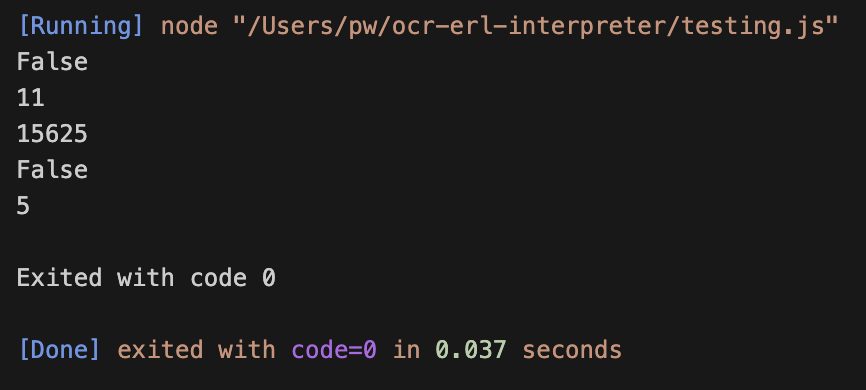 [Running] node "/Users/pw/ocr-erl-interpreter/testing.js"
False
11
15625
False
5
Exited with code 0
[Done] exited with code=0 in 0.037 seconds